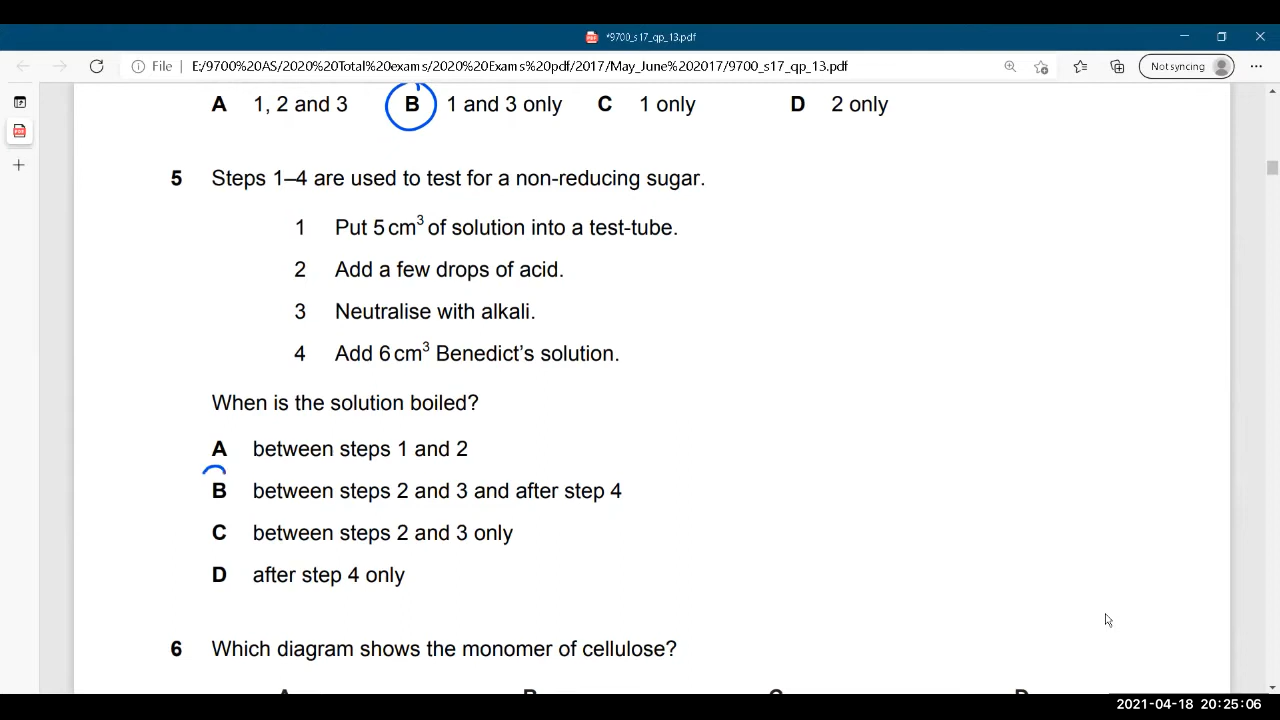 *9700_s17_qp_13.pdf
File | E:/9700%20AS/2020%20Total%20exams/2020%20Exams%20pdf/2017/May_June%202017/9700_s17_qp_13.pdf
Not syncing
A 1, 2 and 3 B 1 and 3 only C 1 only D 2 only
5 Steps 1–4 are used to test for a non-reducing sugar.
1 Put 5 cm³ of solution into a test-tube.
2 Add a few drops of acid.
3 Neutralise with alkali.
4 Add 6 cm³ Benedict’s solution.
When is the solution boiled?
A between steps 1 and 2
B between steps 2 and 3 and after step 4
C between steps 2 and 3 only
D after step 4 only
6 Which diagram shows the monomer of cellulose?
A B C D
2021-04-18 20:25:06